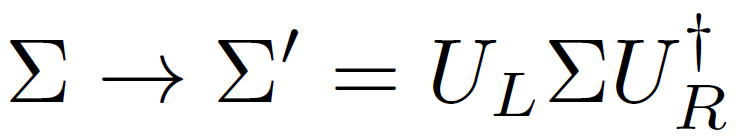 Σ → Σ′ = U_L Σ U_R^†